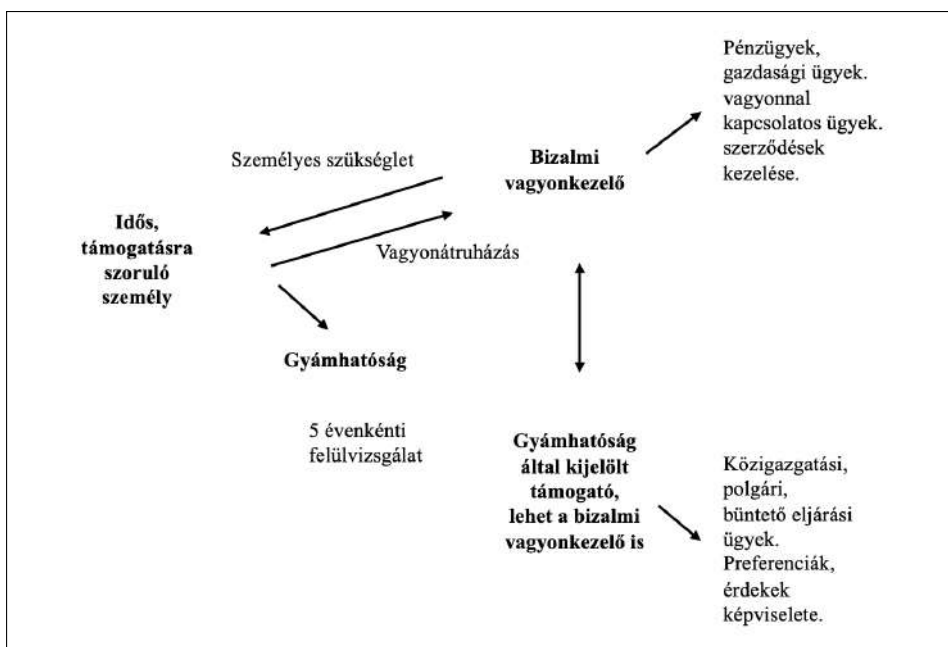 Pénzügyek,
gazdasági ügyek.
vagyonnal
kapcsolatos ügyek.
szerződések
kezelése.
Személyes szükséglet
Bizalmi
vagyonkezelő
Idős,
támogatásra
szoruló
személy
Vagyonátruházás
Gyámhatóság
5 évenkénti
felülvizsgálat
Gyámhatóság
által kijelölt
támogató,
lehet a bizalmi
vagyonkezelő is
Közigazgatási,
polgári,
büntető eljárási
ügyek.
Preferenciák,
érdekek
képviselete.